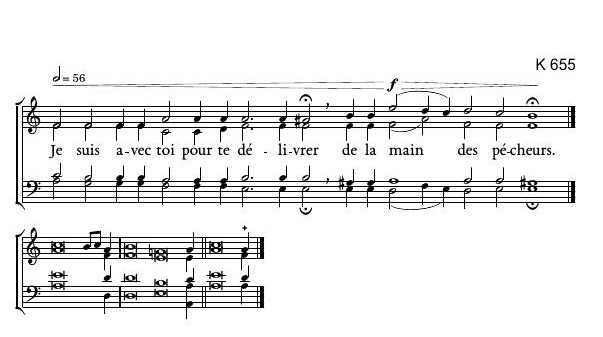 K 655
= 56
f
Je suis a-vec toi pour te dé - li-vrer de la main des pé-cheurs.